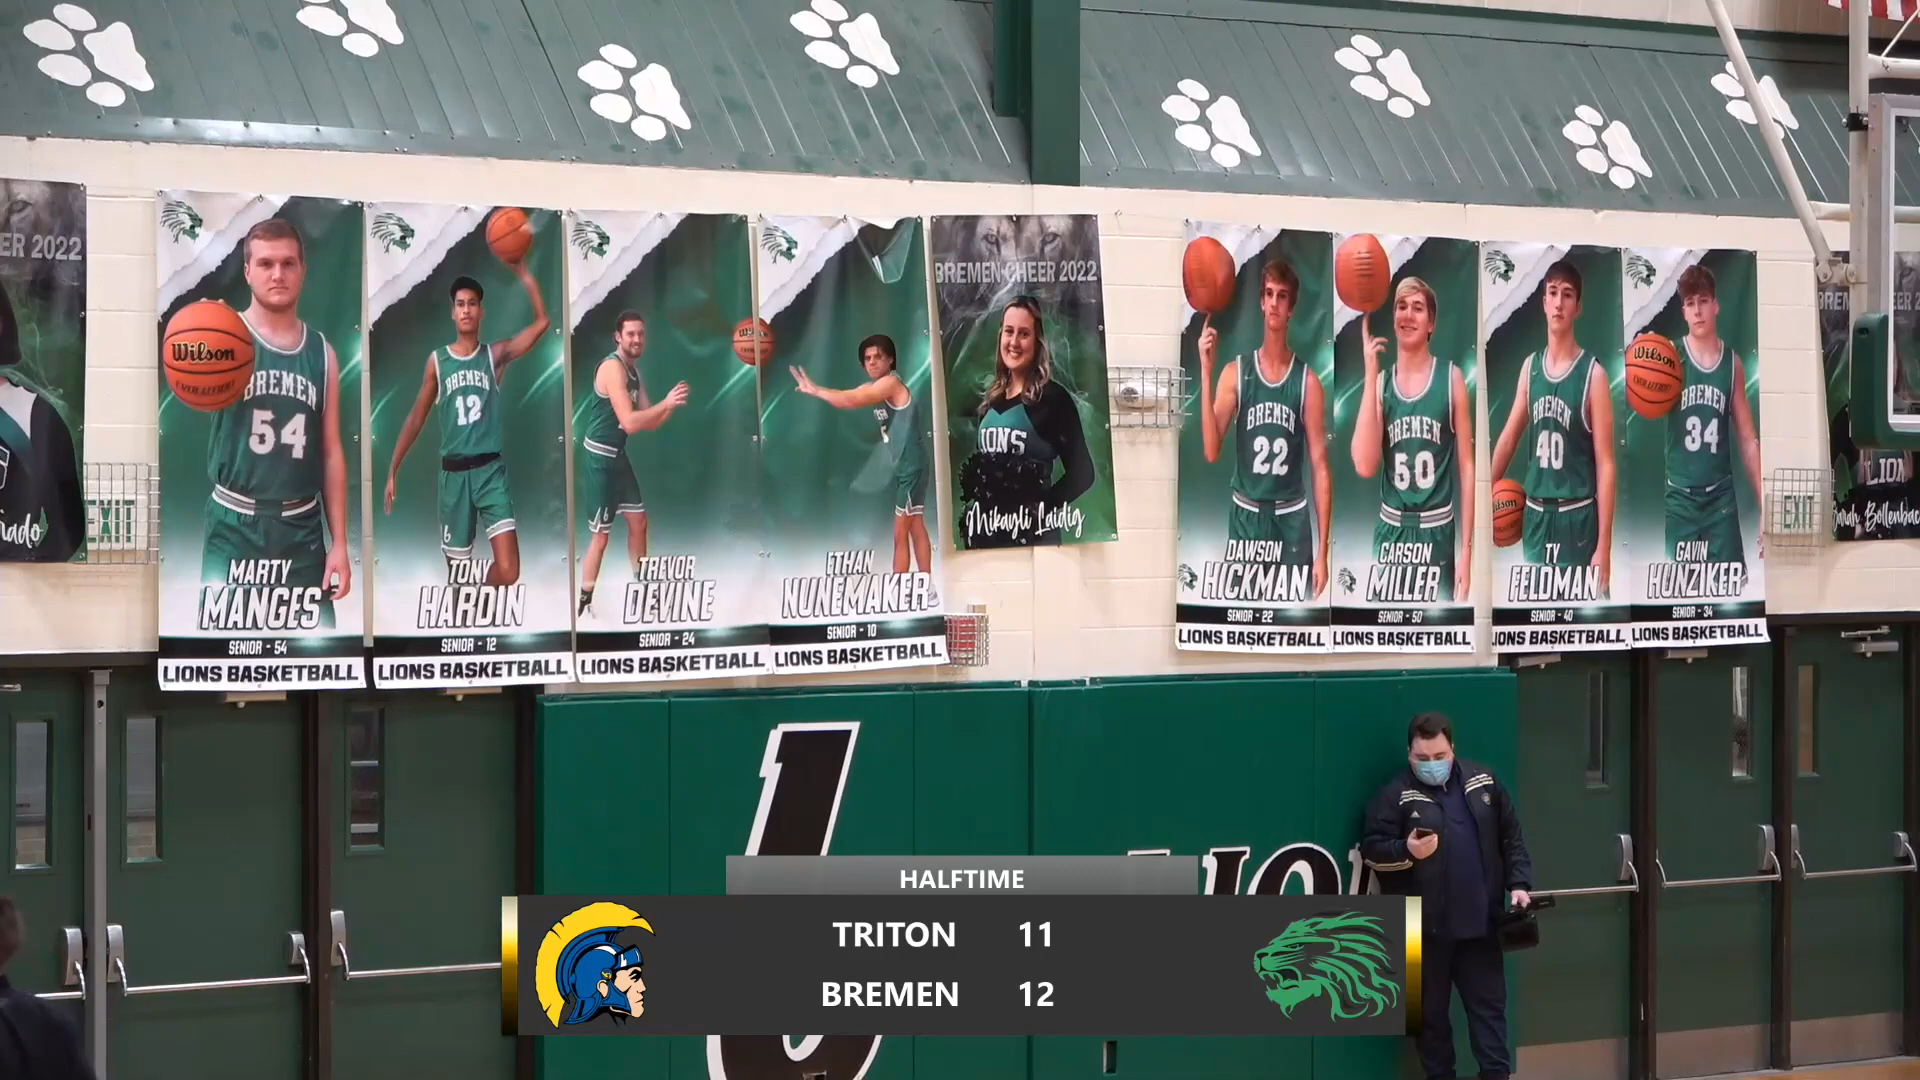 ER 2022
BREMEN CHEER 2022
Wilson
EVOLUTION
BREMEN
54
BREMEN
12
LIONS
Mikayli Laidig
BREMEN
22
BREMEN
50
BREMEN
40
Wilson
BREMEN
34
EXIT
EXIT
MARTY
MANGES
SENIOR - 54
LIONS BASKETBALL
TONY
HARDIN
SENIOR - 12
LIONS BASKETBALL
TREVOR
DEVINE
SENIOR - 24
LIONS BASKETBALL
ETHAN
NUNEMAKER
SENIOR - 10
LIONS BASKETBALL
DAWSON
HICKMAN
SENIOR - 22
LIONS BASKETBALL
CARSON
MILLER
SENIOR - 50
LIONS BASKETBALL
TY
FELDMAN
SENIOR - 40
LIONS BASKETBALL
GAVIN
HUNZIKER
SENIOR - 34
LIONS BASKETBALL
HALFTIME
TRITON 11
BREMEN 12